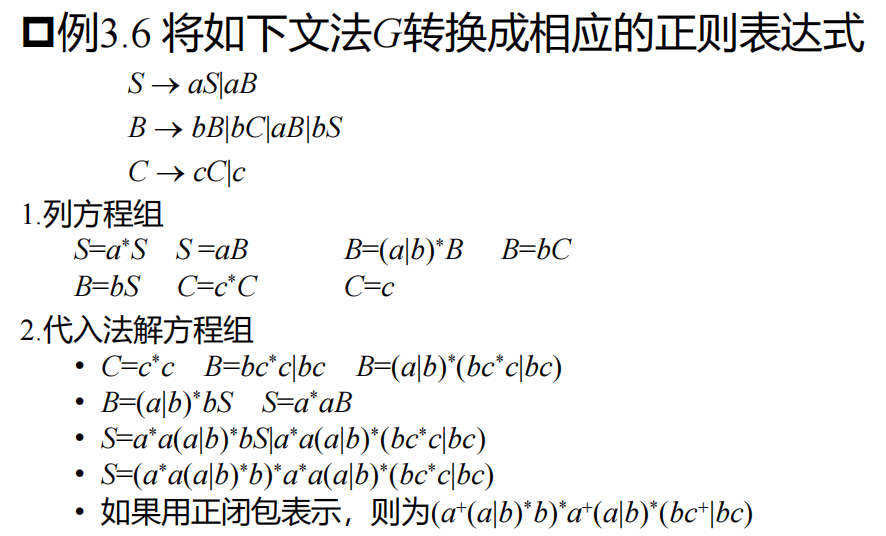 例3.6 将如下文法G转换成相应的正则表达式
S → aS|aB
B → bB|bC|aB|bS
C → cC|c
1.列方程组
S=a*S S=aB B=(a|b)*B B=bC
B=bS C=c*C C=c
2.代入法解方程组
• C=c*c B=bc*c|bc B=(a|b)*(bc*c|bc)
• B=(a|b)*bS S=a*aB
• S=a*a(a|b)*bS|a*a(a|b)*(bc*c|bc)
• S=(a*a(a|b)*b)*a*a(a|b)*(bc*c|bc)
• 如果用正闭包表示，则为(a⁺(a|b)*b)*a⁺(a|b)*(bc⁺|bc)